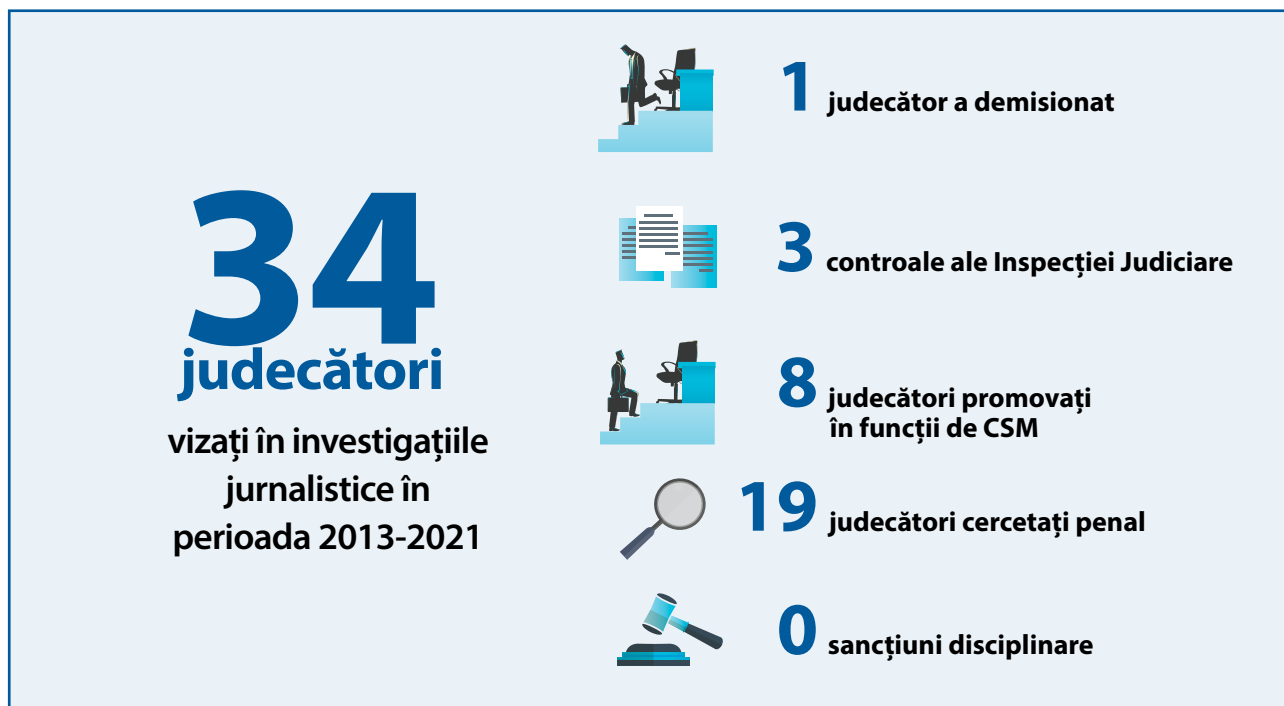 34
judecători
vizați în investigațiile
jurnalistice în
perioada 2013-2021
1 judecător a demisionat
3 controale ale Inspecției Judiciare
8 judecători promovați
în funcții de CSM
19 judecători cercetați penal
0 sancțiuni disciplinare